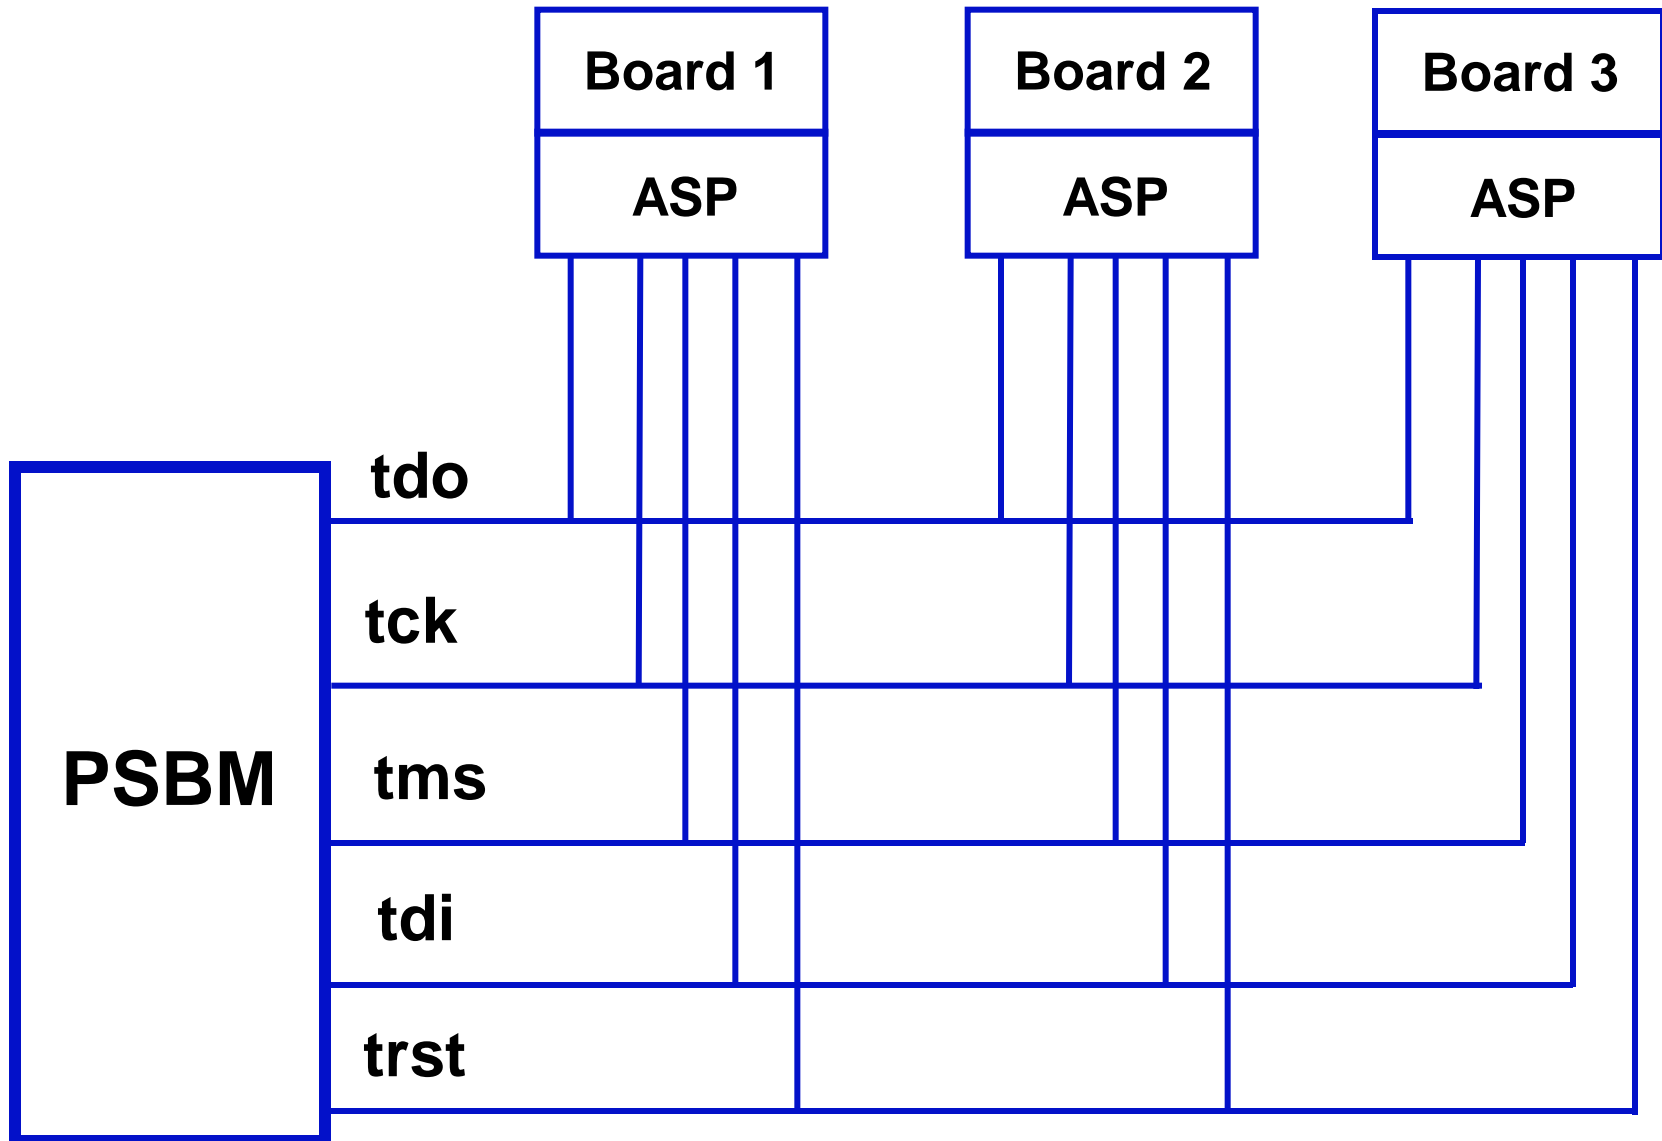 Board 1
Board 2
Board 3
ASP
ASP
ASP
tdo
tck
PSBM
tms
tdi
trst